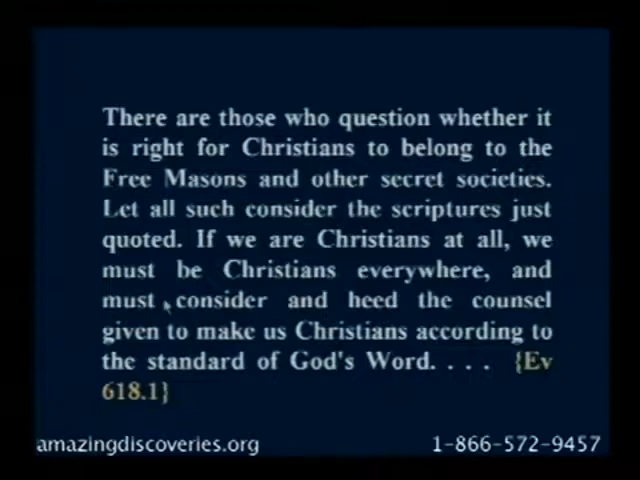 There are those who question whether it
is right for Christians to belong to the
Free Masons and other secret societies.
Let all such consider the scriptures just
quoted. If we are Christians at all, we
must be Christians everywhere, and
must consider and heed the counsel
given to make us Christians according to
the standard of God's Word. . . . {Ev
618.1}
amazingdiscoveries.org
1-866-572-9457